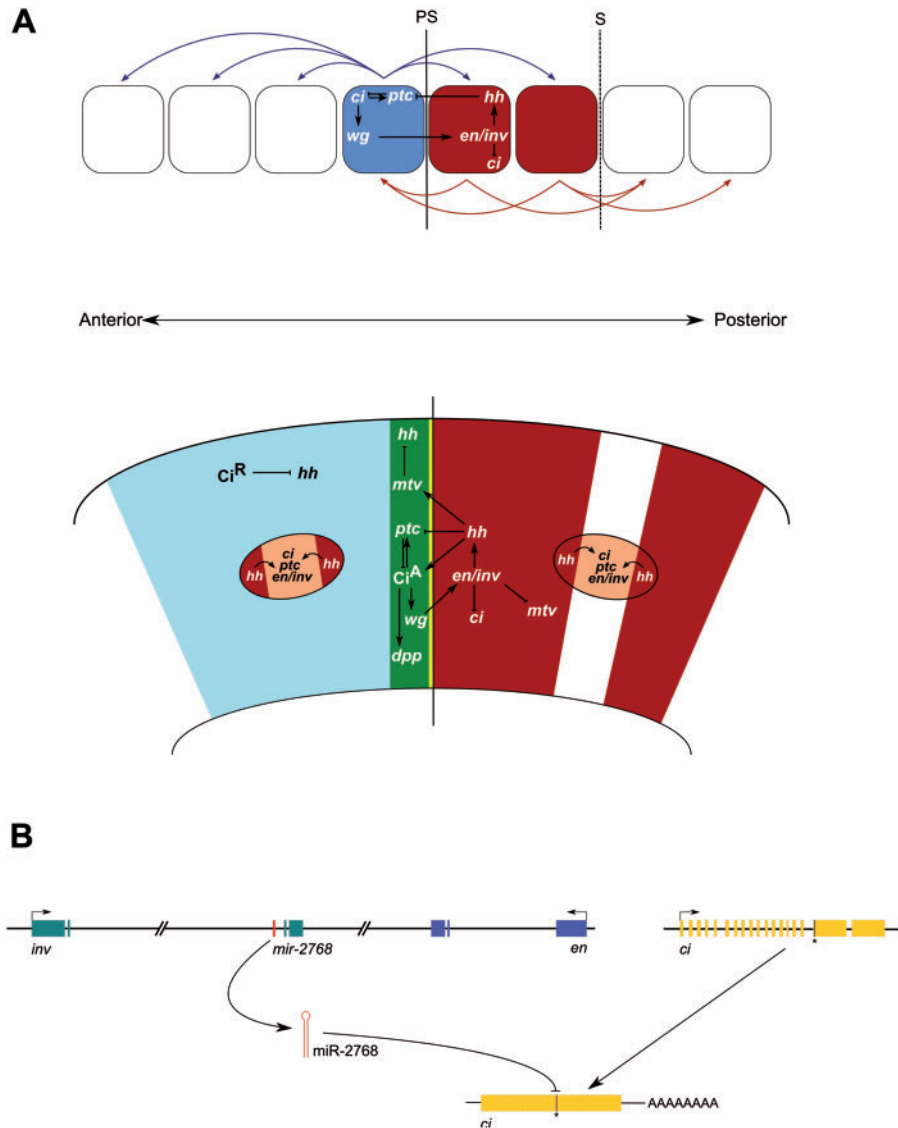 A
PS
S
ci
ptc
hh
wg
en/inv
ci
Anterior
Posterior
hh
CiR
hh
mtv
ptc
hh
ci
ptc
en/inv
hh
hh
CiA
en/inv
hh
ci
ptc
en/inv
hh
wg
ci
mtv
dpp
B
inv
mir-2768
en
ci
*
miR-2768
AAAAAAAA
ci
*